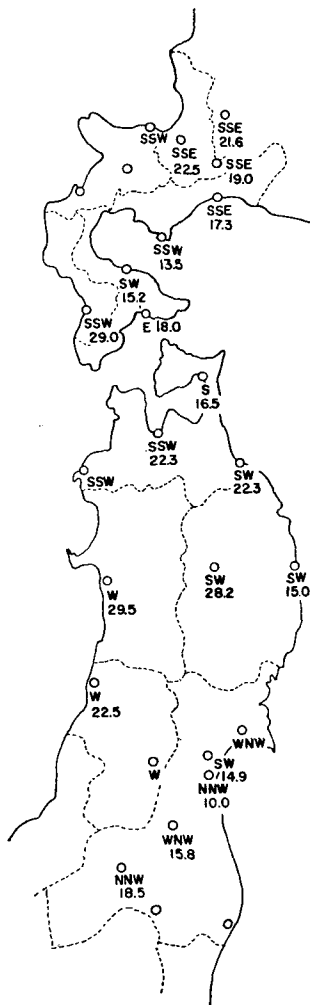 SSW
SSE
21.6
SSE
22.5
SSE
19.0
SSE
17.3
SSW
13.5
SW
15.2
SSW
29.0
E 18.0
S
16.5
SSW
22.3
SW
22.3
SSW
SW
28.2
SW
15.0
W
29.5
W
22.5
WNW
W
SW
14.9
NNW
10.0
WNW
15.8
NNW
18.5